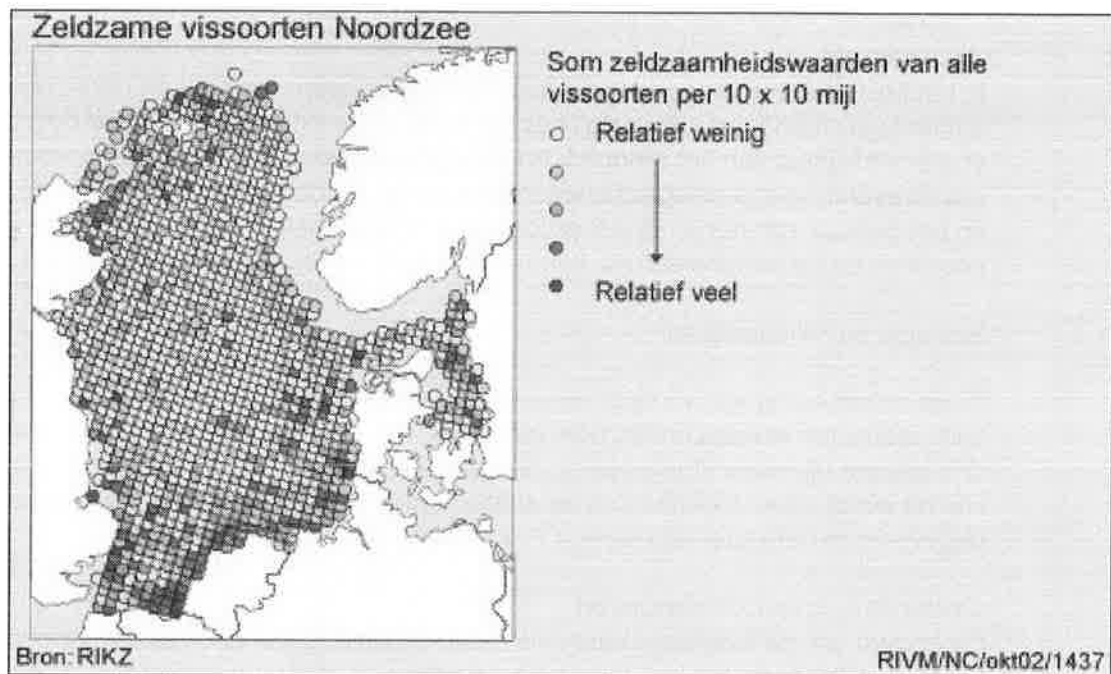 Zeldzame vissoorten Noordzee
Som zeldzaamheidswaarden van alle
vissoorten per 10 x 10 mijl
Relatief weinig
Relatief veel
Bron: RIKZ
RIVM/NC/okt02/1437